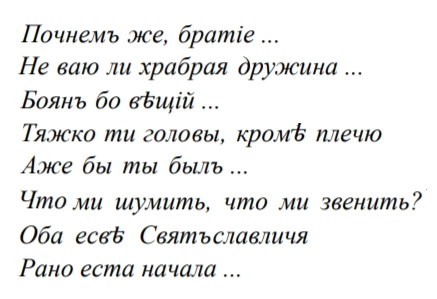 Почнемъ же, братіе ...
Не ваю ли храбрая дружина ...
Боянъ бо вѣщій ...
Тяжко ти головы, кромѣ плечю
Аже бы ты былъ ...
Что ми шумить, что ми звенить?
Оба есвѣ Святъславличя
Рано еста начала ...